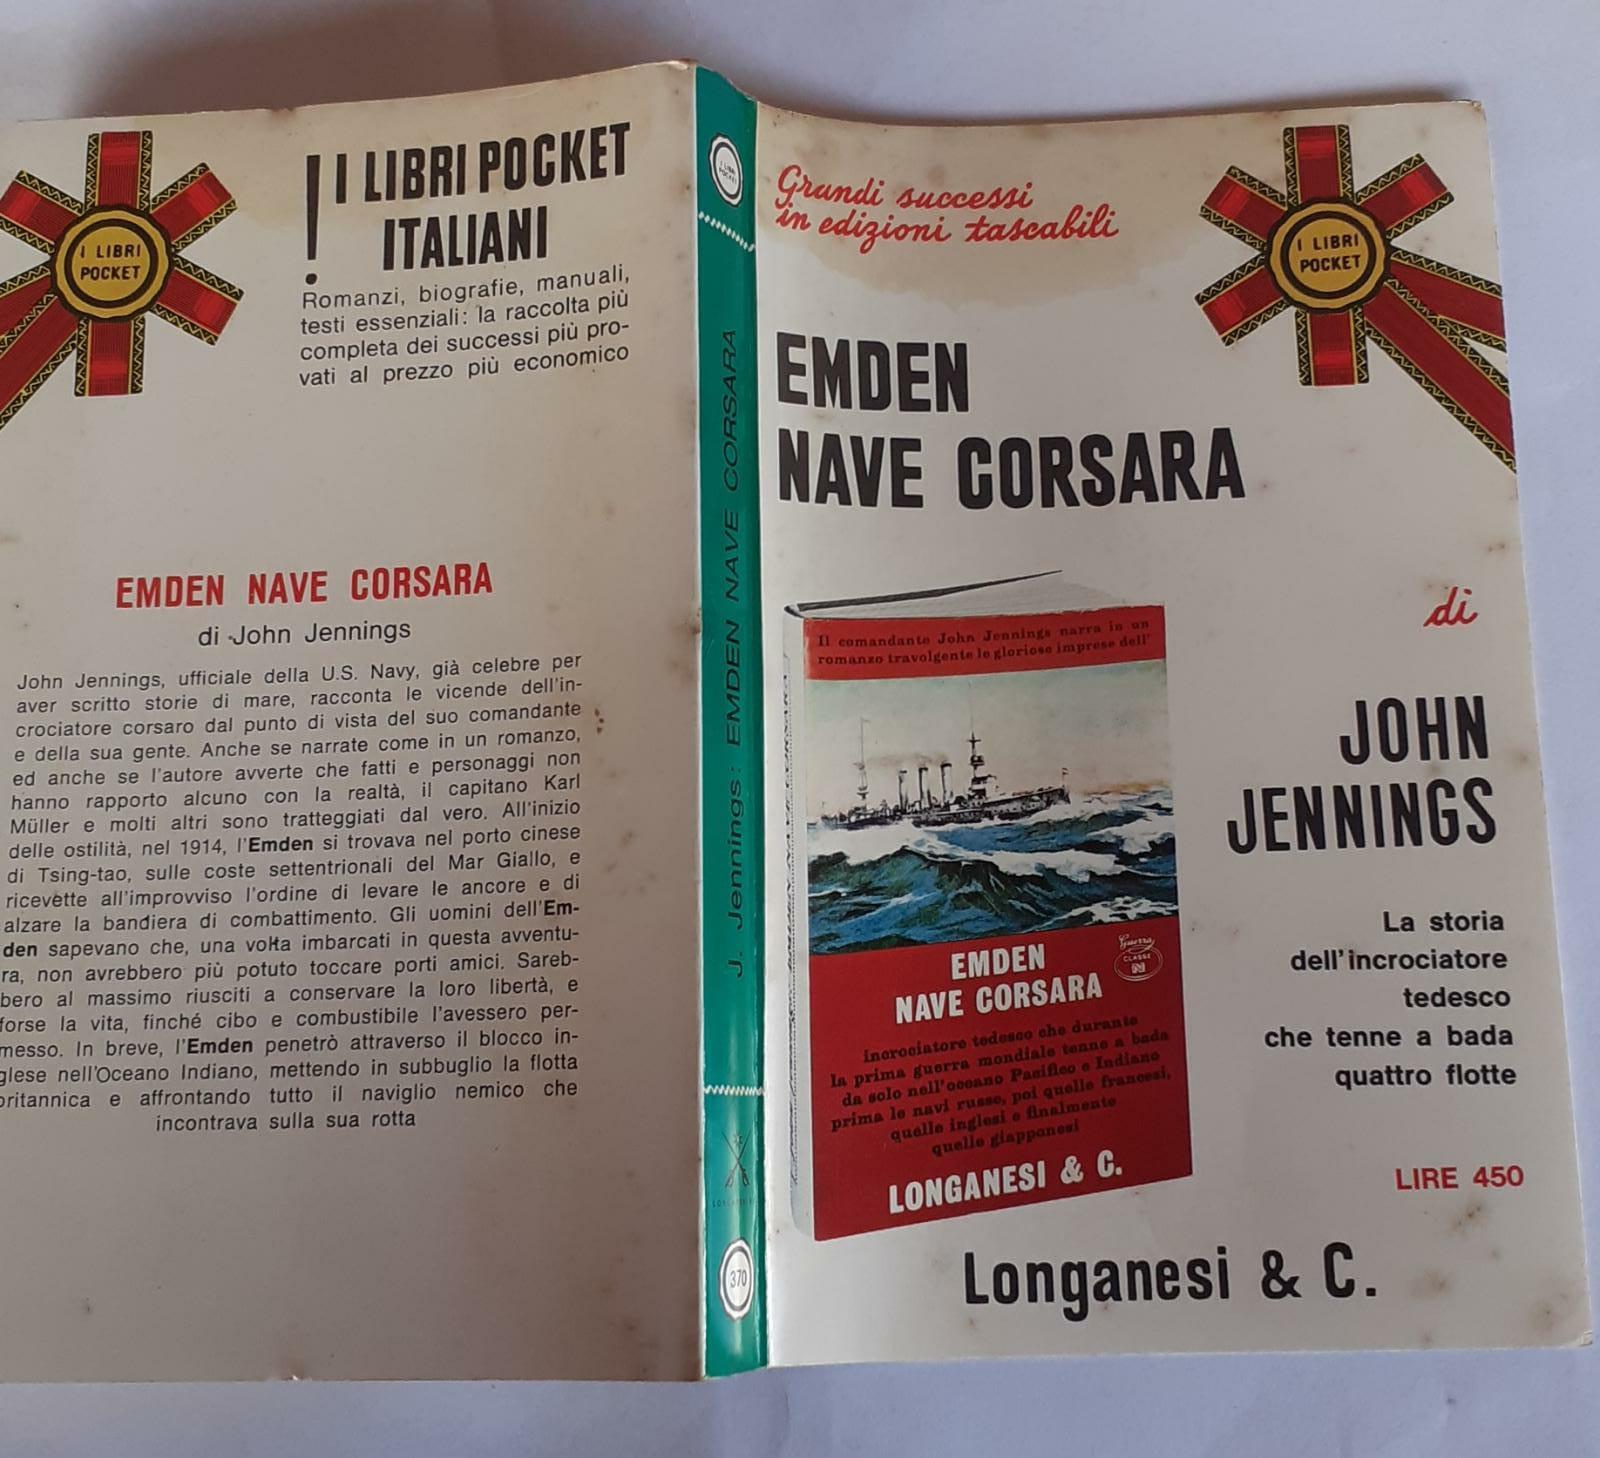 I LIBRI
POCKET
! I LIBRI POCKET
ITALIANI
Romanzi, biografie, manuali,
testi essenziali: la raccolta più
completa dei successi più pro-
vati al prezzo più economico
EMDEN NAVE CORSARA
di John Jennings
John Jennings, ufficiale della U.S. Navy, già celebre per
aver scritto storie di mare, racconta le vicende dell'in-
crociatore corsaro dal punto di vista del suo comandante
e della sua gente. Anche se narrate come in un romanzo,
ed anche se l'autore avverte che fatti e personaggi non
hanno rapporto alcuno con la realtà, il capitano Karl
Müller e molti altri sono tratteggiati dal vero. All'inizio
delle ostilità, nel 1914, l'Emden si trovava nel porto cinese
di Tsing-tao, sulle coste settentrionali del Mar Giallo, e
ricevette all'improvviso l'ordine di levare le ancore e di
alzare la bandiera di combattimento. Gli uomini dell'Em-
den sapevano che, una volta imbarcati in questa avventu-
ra, non avrebbero più potuto toccare porti amici. Sareb-
bero al massimo riusciti a conservare la loro libertà, e
forse la vita, finché cibo e combustibile l'avessero per-
messo. In breve, l'Emden penetrò attraverso il blocco in-
glese nell'Oceano Indiano, mettendo in subbuglio la flotta
britannica e affrontando tutto il naviglio nemico che
incontrava sulla sua rotta
I LIBRI
POCKET
J. Jennings: EMDEN NAVE CORSARA
370
Grandi successi
in edizioni tascabili
I LIBRI
POCKET
EMDEN
NAVE CORSARA
di
JOHN
JENNINGS
La storia
dell'incrociatore
tedesco
che tenne a bada
quattro flotte
LIRE 450
Il comandante John Jennings narra in un
romanzo travolgente le gloriose imprese dell'
EMDEN
NAVE CORSARA
Guerra
CLASSE
N
incrociatore tedesco che durante
la prima guerra mondiale tenne a bada
da solo nell'oceano Pacifico e Indiano
prima le navi russe, poi quelle francesi,
quelle inglesi e finalmente
quelle giapponesi
LONGANESI & C.
Longanesi & C.